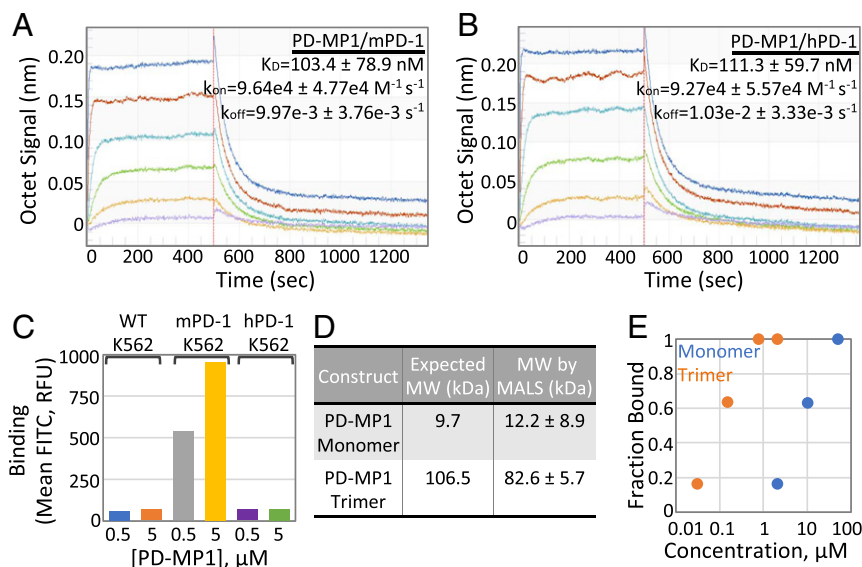 A
PD-MP1/mPD-1
KD=103.4 ± 78.9 nM
kon=9.64e4 ± 4.77e4 M-1 s-1
koff=9.97e-3 ± 3.76e-3 s-1
Octet Signal (nm)
0.20
0.15
0.10
0.05
0
0 200 400 600 800 1000 1200
Time (sec)
B
PD-MP1/hPD-1
KD=111.3 ± 59.7 nM
kon=9.27e4 ± 5.57e4 M-1 s-1
koff=1.03e-2 ± 3.33e-3 s-1
Octet Signal (nm)
0.20
0.15
0.10
0.05
0
0 200 400 600 800 1000 1200
Time (sec)
C
WT mPD-1 hPD-1
K562 K562 K562
Binding
(Mean FITC, RFU)
1000
750
500
250
0
0.5 5 0.5 5 0.5 5
[PD-MP1], µM
D
Construct
Expected
MW (kDa)
MW by
MALS (kDa)
PD-MP1
Monomer
9.7
12.2 ± 8.9
PD-MP1
Trimer
106.5
82.6 ± 5.7
E
Monomer
Trimer
Fraction Bound
1
0.8
0.6
0.4
0.2
0
0.01 0.1 1 10 100
Concentration, µM